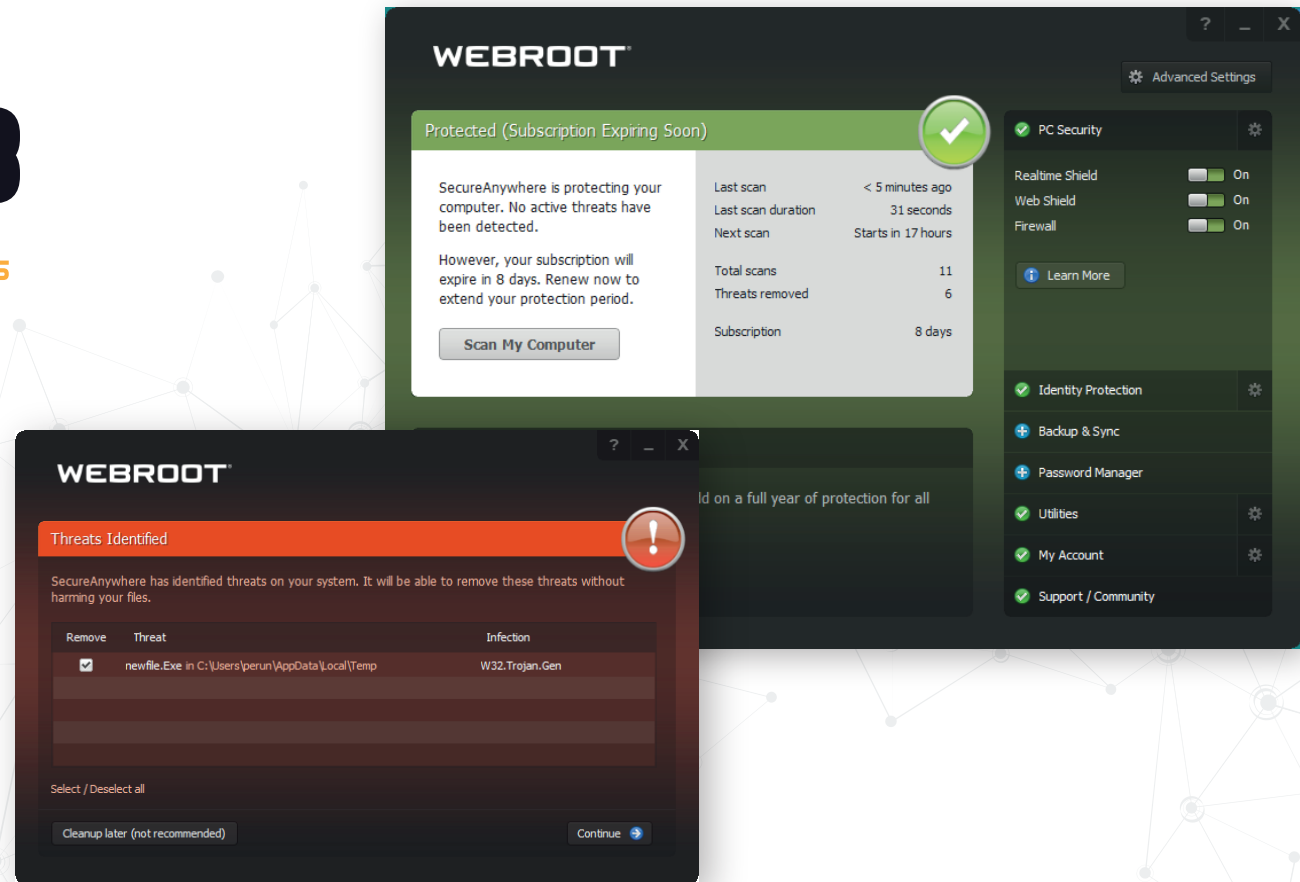 ? _ X
WEBROOT®
Advanced Settings
Protected (Subscription Expiring Soon)
SecureAnywhere is protecting your
computer. No active threats have
been detected.
However, your subscription will
expire in 8 days. Renew now to
extend your protection period.
Scan My Computer
Last scan < 5 minutes ago
Last scan duration 31 seconds
Next scan Starts in 17 hours
Total scans 11
Threats removed 6
Subscription 8 days
PC Security
Realtime Shield On
Web Shield On
Firewall On
Learn More
Identity Protection
Backup & Sync
Password Manager
Utilities
My Account
Support / Community
on a full year of protection for all
? _ X
WEBROOT®
Threats Identified
SecureAnywhere has identified threats on your system. It will be able to remove these threats without
harming your files.
Remove Threat Infection
newfile.Exe in C:\Users\perun\AppData\Local\Temp W32.Trojan.Gen
Select / Deselect all
Cleanup later (not recommended)
Continue